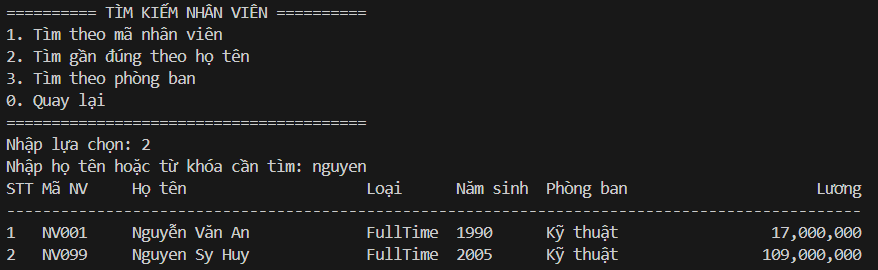 ========== TÌM KIẾM NHÂN VIÊN ==========
1. Tìm theo mã nhân viên
2. Tìm gần đúng theo họ tên
3. Tìm theo phòng ban
0. Quay lại
========================================
Nhập lựa chọn: 2
Nhập họ tên hoặc từ khóa cần tìm: nguyen
STT Mã NV     Họ tên                    Loại      Năm sinh  Phòng ban                     Lương
-----------------------------------------------------------------------------------------------
1   NV001     Nguyễn Văn An             FullTime  1990      Kỹ thuật                 17,000,000
2   NV099     Nguyen Sy Huy             FullTime  2005      Kỹ thuật                109,000,000